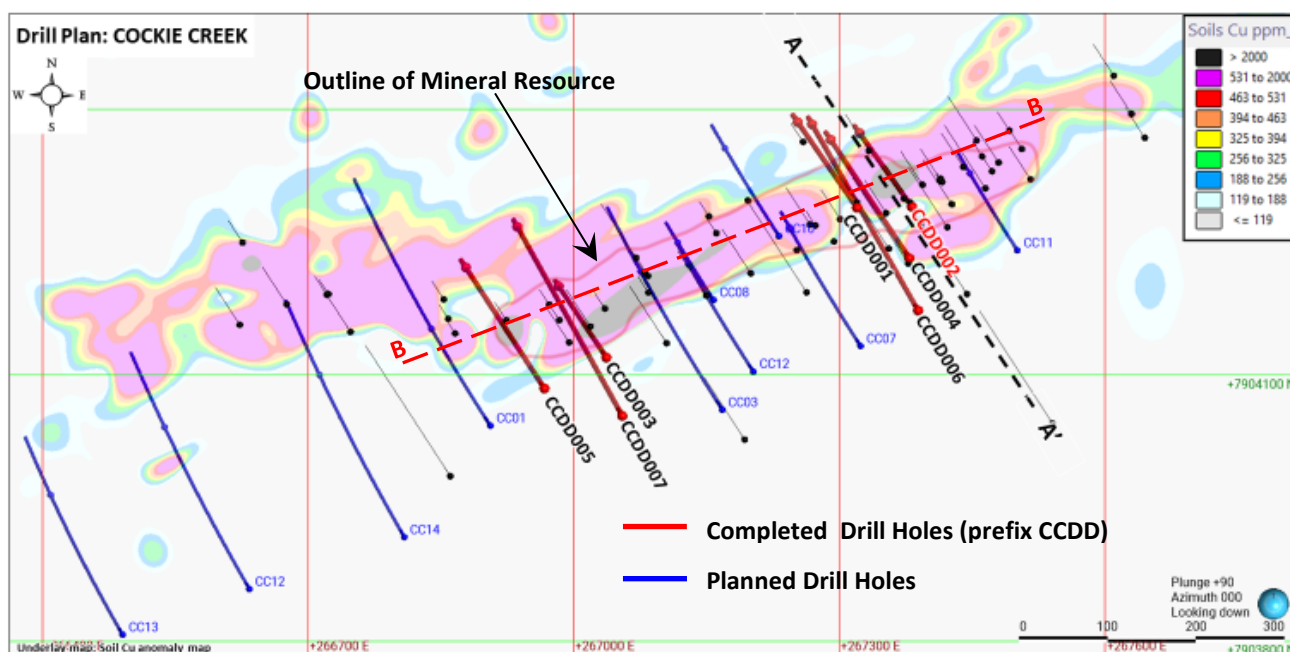 Drill Plan: COCKIE CREEK
N
W
E
S
Outline of Mineral Resource
A
B
Soils Cu ppm_
> 2000
531 to 2000
463 to 531
394 to 463
325 to 394
256 to 325
188 to 256
119 to 188
<= 119
CC10
CCDD001
CCDD002
CC11
CCDD004
CC08
CC07
CCDD006
B
CC12
+7904100 N
CCDD003
CC03
CC01
CCDD005
CCDD007
A'
CC14
Completed Drill Holes (prefix CCDD)
Planned Drill Holes
CC12
CC13
Plunge +90
Azimuth 000
Looking down
0 100 200 300
Underlay map: Soil Cu anomaly map
+266700 E
+267000 E
+267300 E
+267600 E
+7903800 N